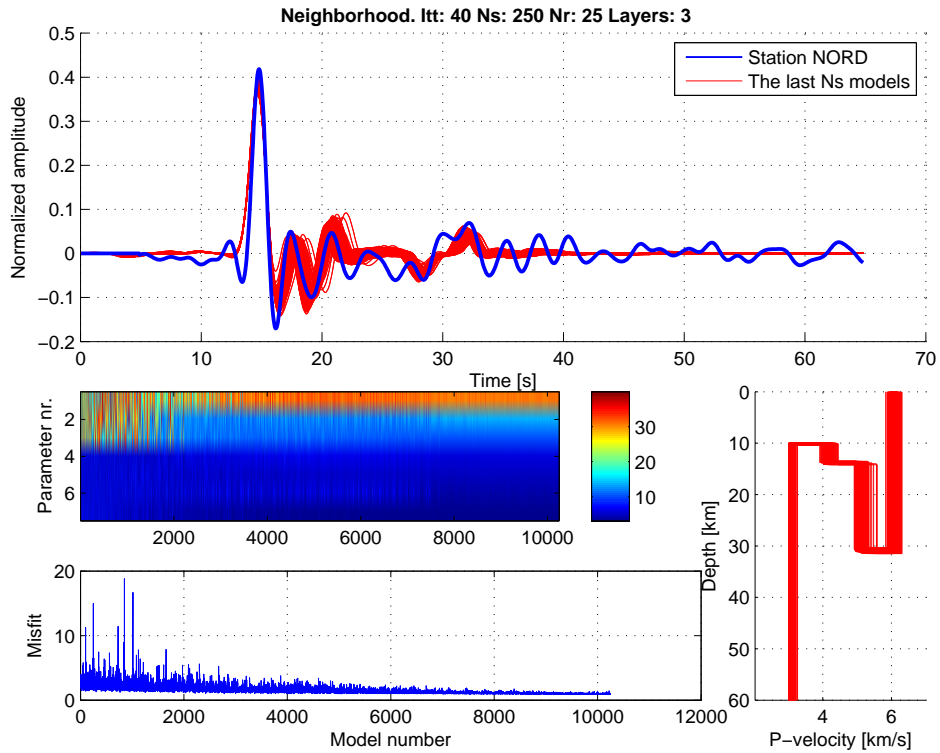 Neighborhood. Itt: 40 Ns: 250 Nr: 25 Layers: 3
Normalized amplitude
0.5
0.4
0.3
0.2
0.1
0
−0.1
−0.2
Station NORD
The last Ns models
0 10 20 30 40 50 60 70
Time [s]
Parameter nr.
2
4
6
2000 4000 6000 8000 10000
30
20
10
Misfit
20
10
0
0 2000 4000 6000 8000 10000 12000
Model number
Depth [km]
0
10
20
30
40
50
60
4 6
P−velocity [km/s]